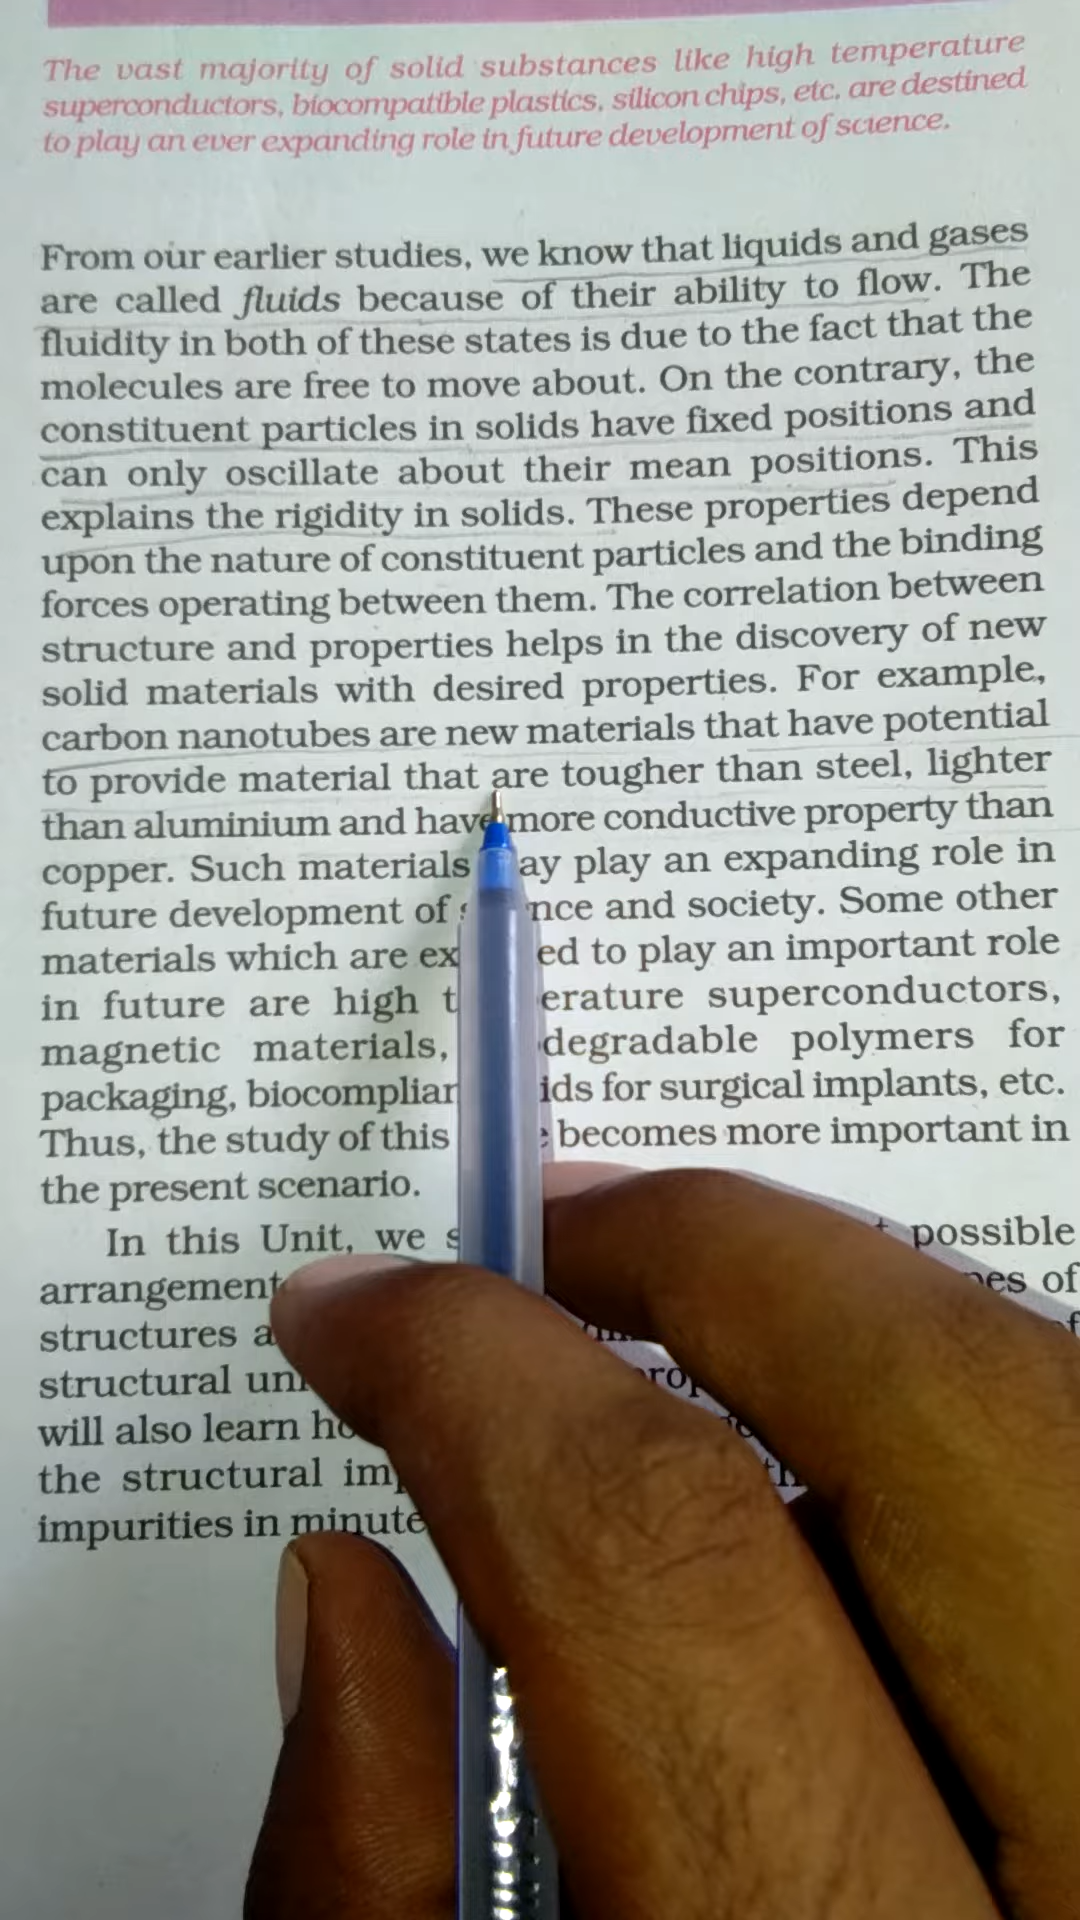 The vast majority of solid substances like high temperature
superconductors, biocompatible plastics, silicon chips, etc. are destined
to play an ever expanding role in future development of science.
From our earlier studies, we know that liquids and gases
are called fluids because of their ability to flow. The
fluidity in both of these states is due to the fact that the
molecules are free to move about. On the contrary, the
constituent particles in solids have fixed positions and
can only oscillate about their mean positions. This
explains the rigidity in solids. These properties depend
upon the nature of constituent particles and the binding
forces operating between them. The correlation between
structure and properties helps in the discovery of new
solid materials with desired properties. For example,
carbon nanotubes are new materials that have potential
to provide material that are tougher than steel, lighter
than aluminium and have more conductive property than
copper. Such materials play an expanding role in
future development of and society. Some other
materials which are to play an important role
in future are high superconductors,
magnetic materials, polymers for
packaging, for surgical implants, etc.
Thus, the study of this becomes more important in
the present scenario.
In this Unit, we possible
of
structures
structural
will also learn
the structural
impurities in minute